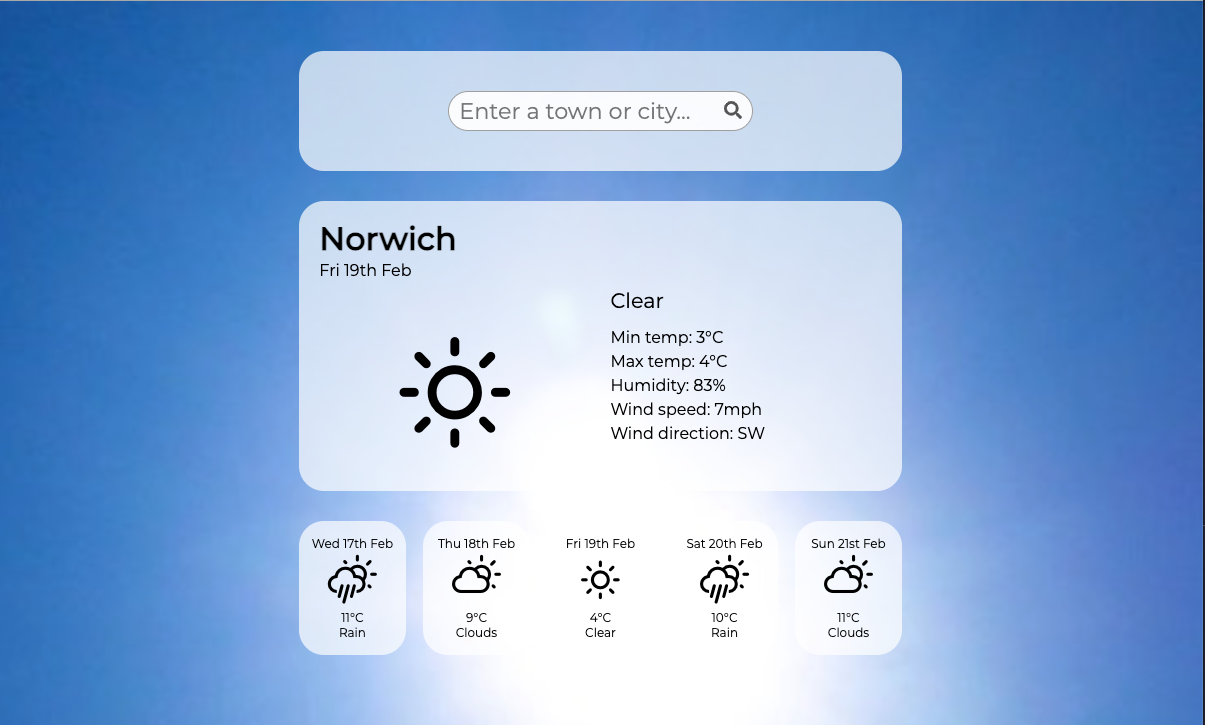 Enter a town or city...
Norwich
Fri 19th Feb
Clear
Min temp: 3°C
Max temp: 4°C
Humidity: 83%
Wind speed: 7mph
Wind direction: SW
Wed 17th Feb
11°C
Rain
Thu 18th Feb
9°C
Clouds
Fri 19th Feb
4°C
Clear
Sat 20th Feb
10°C
Rain
Sun 21st Feb
11°C
Clouds